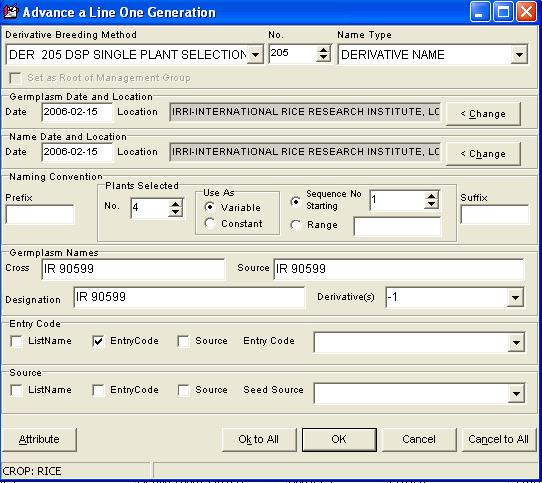 Advance a Line One Generation
Derivative Breeding Method No. Name Type
DER 205 DSP SINGLE PLANT SELECTION 205 DERIVATIVE NAME
Set as Root of Management Group
Germplasm Date and Location
Date 2006-02-15 Location IRRI-INTERNATIONAL RICE RESEARCH INSTITUTE, LO < Change
Name Date and Location
Date 2006-02-15 Location IRRI-INTERNATIONAL RICE RESEARCH INSTITUTE, LO < Change
Naming Convention
Plants Selected
Prefix Use As Sequence No Starting 1 Suffix
No. 4 Variable
Constant Range
Germplasm Names
Cross IR 90599 Source IR 90599
Designation IR 90599 Derivative(s) -1
Entry Code
ListName EntryCode Source Entry Code
Source
ListName EntryCode Source Seed Source
Attribute Ok to All OK Cancel Cancel to All
CROP: RICE